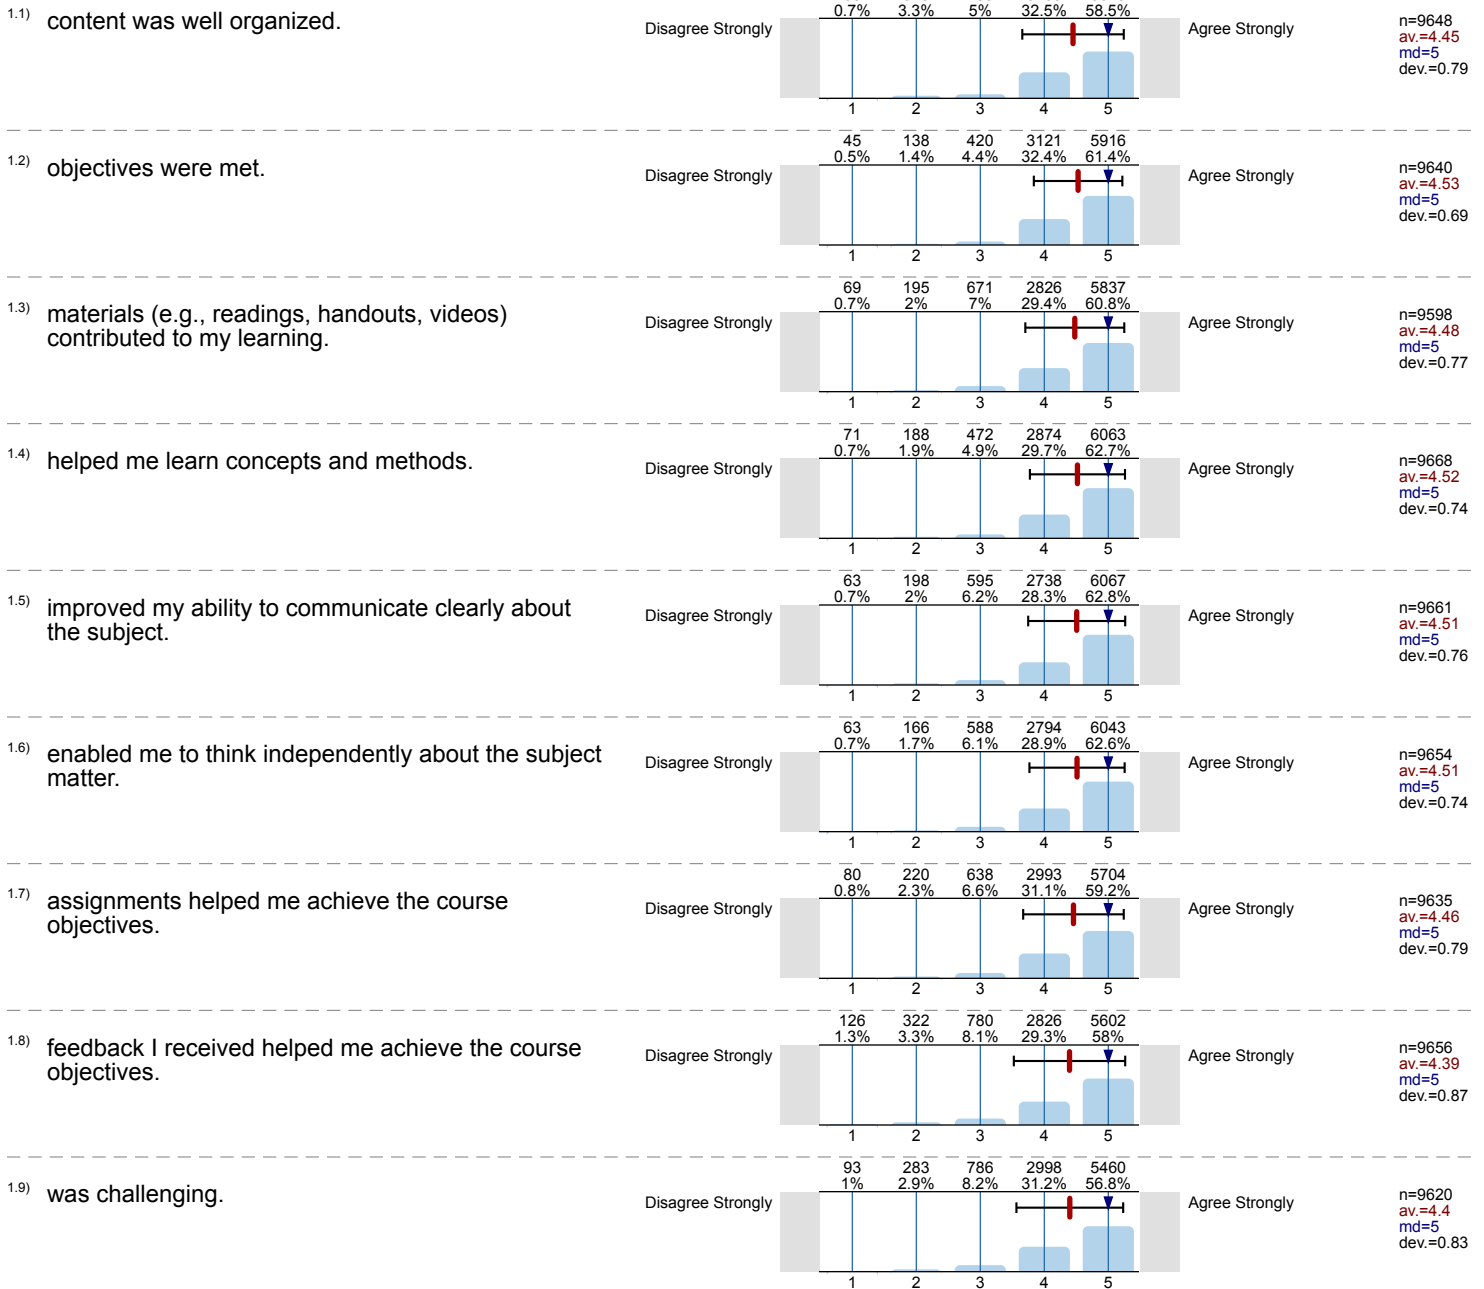 1.1) content was well organized.
0.7% 3.3% 5% 32.5% 58.5%
Disagree Strongly
Agree Strongly
n=9648
av.=4.45
md=5
dev.=0.79
1 2 3 4 5
1.2) objectives were met.
45 138 420 3121 5916
0.5% 1.4% 4.4% 32.4% 61.4%
Disagree Strongly
Agree Strongly
n=9640
av.=4.53
md=5
dev.=0.69
1 2 3 4 5
1.3) materials (e.g., readings, handouts, videos)
contributed to my learning.
69 195 671 2826 5837
0.7% 2% 7% 29.4% 60.8%
Disagree Strongly
Agree Strongly
n=9598
av.=4.48
md=5
dev.=0.77
1 2 3 4 5
1.4) helped me learn concepts and methods.
71 188 472 2874 6063
0.7% 1.9% 4.9% 29.7% 62.7%
Disagree Strongly
Agree Strongly
n=9668
av.=4.52
md=5
dev.=0.74
1 2 3 4 5
1.5) improved my ability to communicate clearly about
the subject.
63 198 595 2738 6067
0.7% 2% 6.2% 28.3% 62.8%
Disagree Strongly
Agree Strongly
n=9661
av.=4.51
md=5
dev.=0.76
1 2 3 4 5
1.6) enabled me to think independently about the subject
matter.
63 166 588 2794 6043
0.7% 1.7% 6.1% 28.9% 62.6%
Disagree Strongly
Agree Strongly
n=9654
av.=4.51
md=5
dev.=0.74
1 2 3 4 5
1.7) assignments helped me achieve the course
objectives.
80 220 638 2993 5704
0.8% 2.3% 6.6% 31.1% 59.2%
Disagree Strongly
Agree Strongly
n=9635
av.=4.46
md=5
dev.=0.79
1 2 3 4 5
1.8) feedback I received helped me achieve the course
objectives.
126 322 780 2826 5602
1.3% 3.3% 8.1% 29.3% 58%
Disagree Strongly
Agree Strongly
n=9656
av.=4.39
md=5
dev.=0.87
1 2 3 4 5
1.9) was challenging.
93 283 786 2998 5460
1% 2.9% 8.2% 31.2% 56.8%
Disagree Strongly
Agree Strongly
n=9620
av.=4.4
md=5
dev.=0.83
1 2 3 4 5